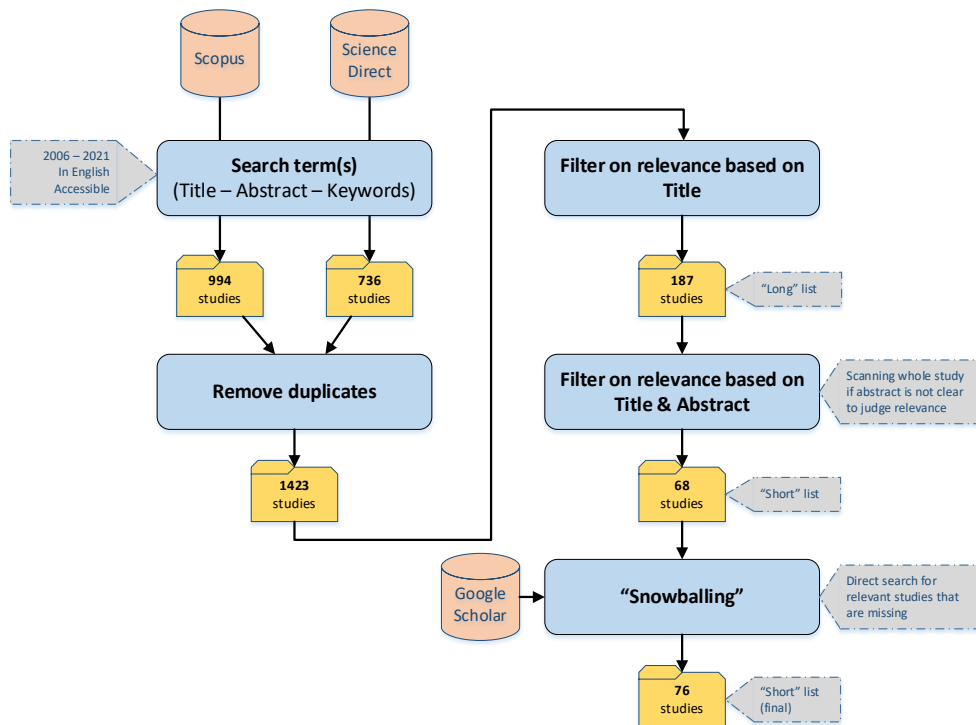 Scopus
Science
Direct
2006 – 2021
In English
Accessible
Search term(s)
(Title – Abstract – Keywords)
994
studies
736
studies
Remove duplicates
1423
studies
Filter on relevance based on
Title
187
studies
“Long” list
Filter on relevance based on
Title & Abstract
Scanning whole study
if abstract is not clear
to judge relevance
68
studies
“Short” list
Google
Scholar
“Snowballing”
Direct search for
relevant studies that
are missing
76
studies
“Short” list
(final)